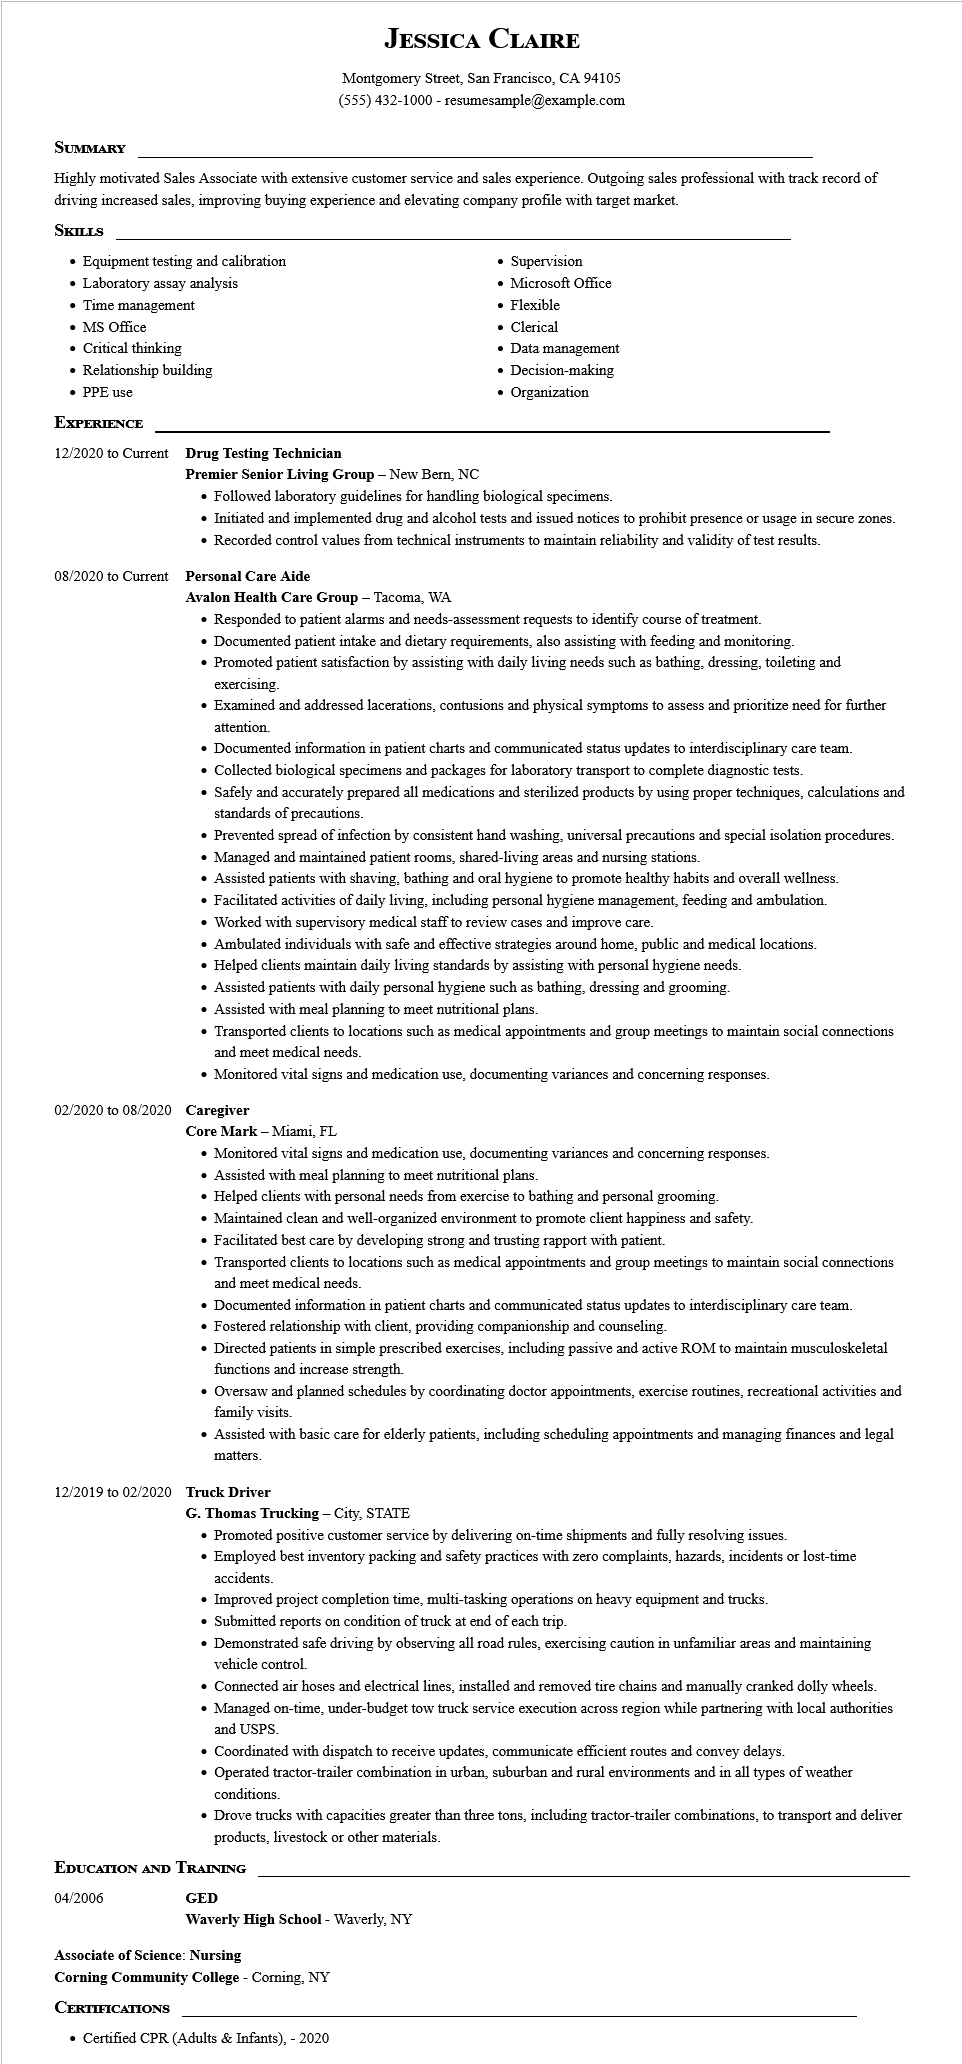 Jessica Claire
Montgomery Street, San Francisco, CA 94105
(555) 432-1000 - resumesample@example.com
Summary
Highly motivated Sales Associate with extensive customer service and sales experience. Outgoing sales professional with track record of
driving increased sales, improving buying experience and elevating company profile with target market.
Skills
• Equipment testing and calibration
• Laboratory assay analysis
• Time management
• MS Office
• Critical thinking
• Relationship building
• PPE use
• Supervision
• Microsoft Office
• Flexible
• Clerical
• Data management
• Decision-making
• Organization
Experience
12/2020 to Current Drug Testing Technician
Premier Senior Living Group – New Bern, NC
• Followed laboratory guidelines for handling biological specimens.
• Initiated and implemented drug and alcohol tests and issued notices to prohibit presence or usage in secure zones.
• Recorded control values from technical instruments to maintain reliability and validity of test results.
08/2020 to Current Personal Care Aide
Avalon Health Care Group – Tacoma, WA
• Responded to patient alarms and needs-assessment requests to identify course of treatment.
• Documented patient intake and dietary requirements, also assisting with feeding and monitoring.
• Promoted patient satisfaction by assisting with daily living needs such as bathing, dressing, toileting and
exercising.
• Examined and addressed lacerations, contusions and physical symptoms to assess and prioritize need for further
attention.
• Documented information in patient charts and communicated status updates to interdisciplinary care team.
• Collected biological specimens and packages for laboratory transport to complete diagnostic tests.
• Safely and accurately prepared all medications and sterilized products by using proper techniques, calculations and
standards of precautions.
• Prevented spread of infection by consistent hand washing, universal precautions and special isolation procedures.
• Managed and maintained patient rooms, shared-living areas and nursing stations.
• Assisted patients with shaving, bathing and oral hygiene to promote healthy habits and overall wellness.
• Facilitated activities of daily living, including personal hygiene management, feeding and ambulation.
• Worked with supervisory medical staff to review cases and improve care.
• Ambulated individuals with safe and effective strategies around home, public and medical locations.
• Helped clients maintain daily living standards by assisting with personal hygiene needs.
• Assisted patients with daily personal hygiene such as bathing, dressing and grooming.
• Assisted with meal planning to meet nutritional plans.
• Transported clients to locations such as medical appointments and group meetings to maintain social connections
and meet medical needs.
• Monitored vital signs and medication use, documenting variances and concerning responses.
02/2020 to 08/2020 Caregiver
Core Mark – Miami, FL
• Monitored vital signs and medication use, documenting variances and concerning responses.
• Assisted with meal planning to meet nutritional plans.
• Helped clients with personal needs from exercise to bathing and personal grooming.
• Maintained clean and well-organized environment to promote client happiness and safety.
• Facilitated best care by developing strong and trusting rapport with patient.
• Transported clients to locations such as medical appointments and group meetings to maintain social connections
and meet medical needs.
• Documented information in patient charts and communicated status updates to interdisciplinary care team.
• Fostered relationship with client, providing companionship and counseling.
• Directed patients in simple prescribed exercises, including passive and active ROM to maintain musculoskeletal
functions and increase strength.
• Oversaw and planned schedules by coordinating doctor appointments, exercise routines, recreational activities and
family visits.
• Assisted with basic care for elderly patients, including scheduling appointments and managing finances and legal
matters.
12/2019 to 02/2020 Truck Driver
G. Thomas Trucking – City, STATE
• Promoted positive customer service by delivering on-time shipments and fully resolving issues.
• Employed best inventory packing and safety practices with zero complaints, hazards, incidents or lost-time
accidents.
• Improved project completion time, multi-tasking operations on heavy equipment and trucks.
• Submitted reports on condition of truck at end of each trip.
• Demonstrated safe driving by observing all road rules, exercising caution in unfamiliar areas and maintaining
vehicle control.
• Connected air hoses and electrical lines, installed and removed tire chains and manually cranked dolly wheels.
• Managed on-time, under-budget tow truck service execution across region while partnering with local authorities
and USPS.
• Coordinated with dispatch to receive updates, communicate efficient routes and convey delays.
• Operated tractor-trailer combination in urban, suburban and rural environments and in all types of weather
conditions.
• Drove trucks with capacities greater than three tons, including tractor-trailer combinations, to transport and deliver
products, livestock or other materials.
Education and Training
04/2006 GED
Waverly High School - Waverly, NY
Associate of Science: Nursing
Corning Community College - Corning, NY
Certifications
• Certified CPR (Adults & Infants), - 2020